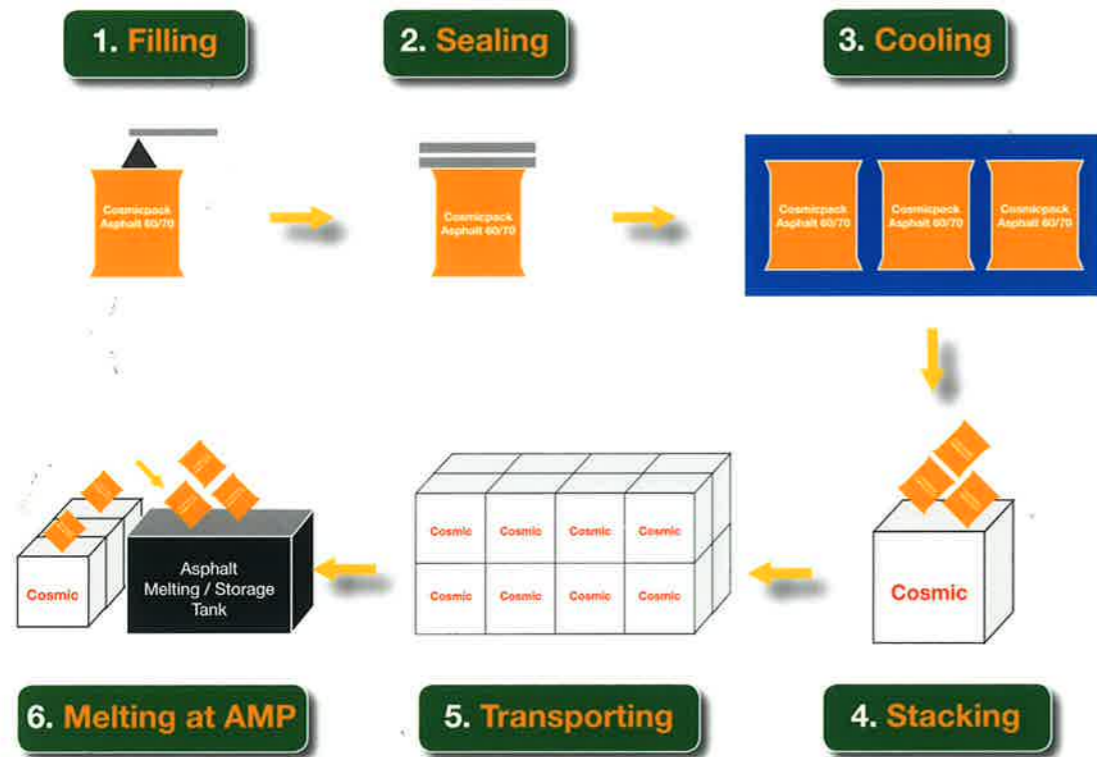 1. Filling
2. Sealing
3. Cooling
Cosmicpack
Asphalt 60/70
Cosmicpack
Asphalt 60/70
Cosmicpack
Asphalt 60/70
Cosmicpack
Asphalt 60/70
Cosmicpack
Asphalt 60/70
Cosmic
Asphalt
Melting / Storage
Tank
Cosmic
Cosmic
Cosmic
Cosmic
Cosmic
Cosmic
Cosmic
Cosmic
Cosmic
6. Melting at AMP
5. Transporting
4. Stacking